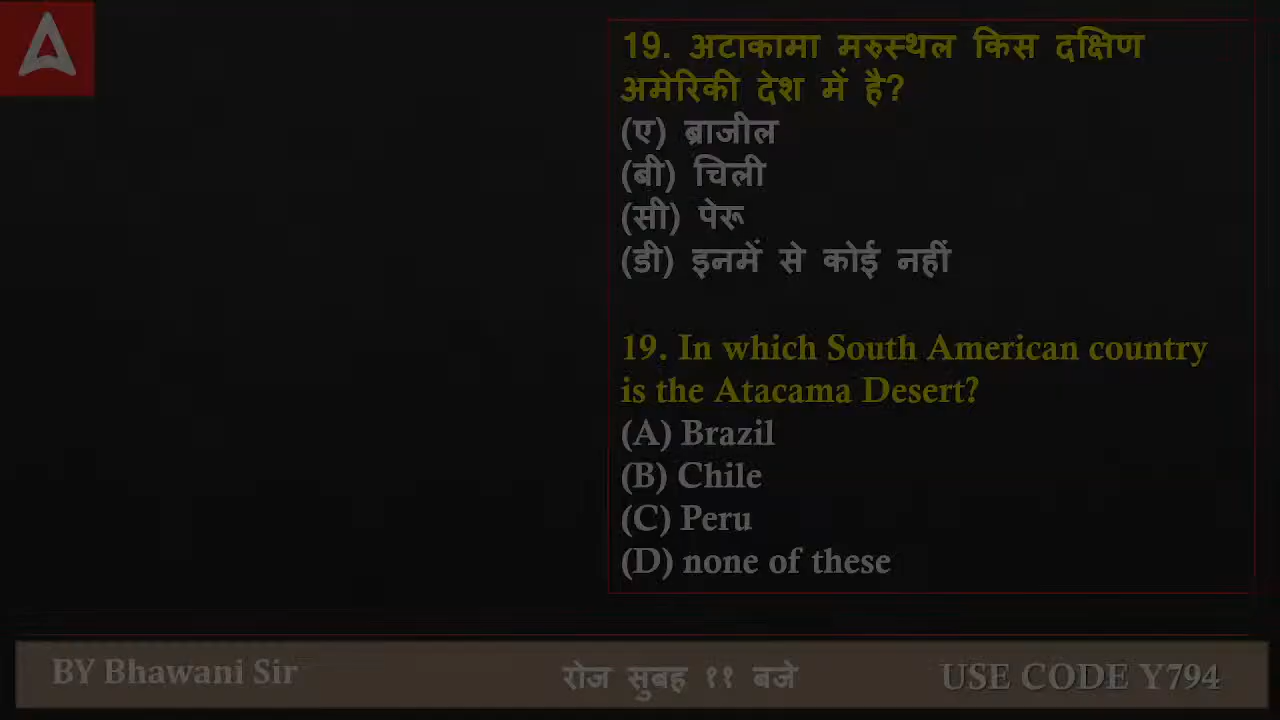 19. अटाकामा मरुस्थल किस दक्षिण
अमेरिकी देश में है?
(ए) ब्राजील
(बी) चिली
(सी) पेरू
(डी) इनमें से कोई नहीं
19. In which South American country
is the Atacama Desert?
(A) Brazil
(B) Chile
(C) Peru
(D) none of these
BY Bhawani Sir
रोज सुबह ११ बजे
USE CODE Y794